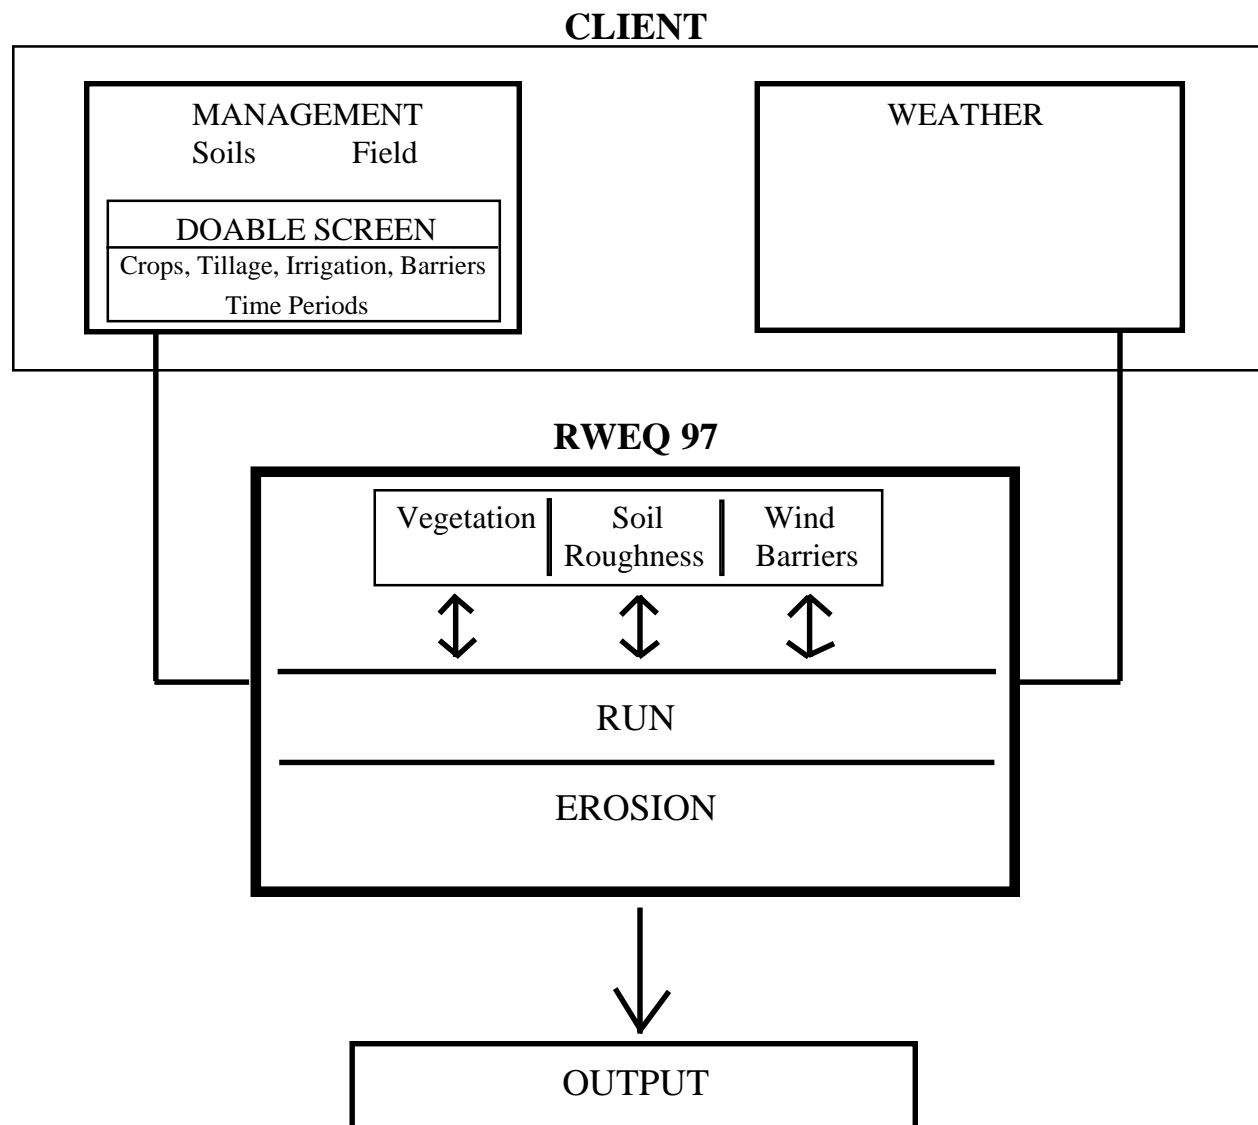 CLIENT
MANAGEMENT
Soils Field
DOABLE SCREEN
Crops, Tillage, Irrigation, Barriers
Time Periods
WEATHER
RWEQ 97
Vegetation
Soil
Roughness
Wind
Barriers
RUN
EROSION
OUTPUT